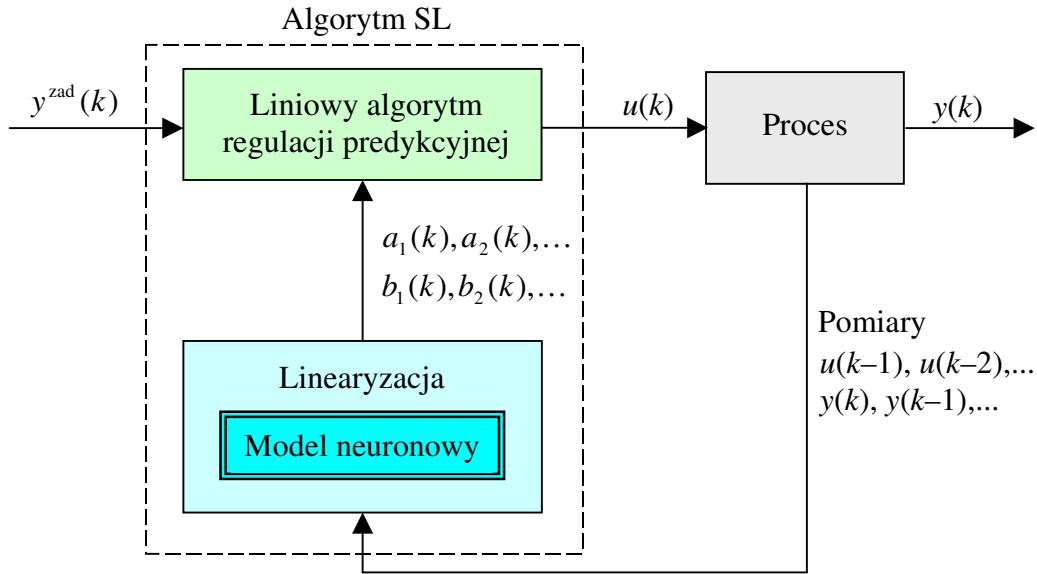 Algorytm SL
y^zad(k)
Liniowy algorytm
regulacji predykcyjnej
u(k)
Proces
y(k)
a₁(k),a₂(k),…
b₁(k),b₂(k),…
Linearyzacja
Model neuronowy
Pomiary
u(k–1), u(k–2),...
y(k), y(k–1),...